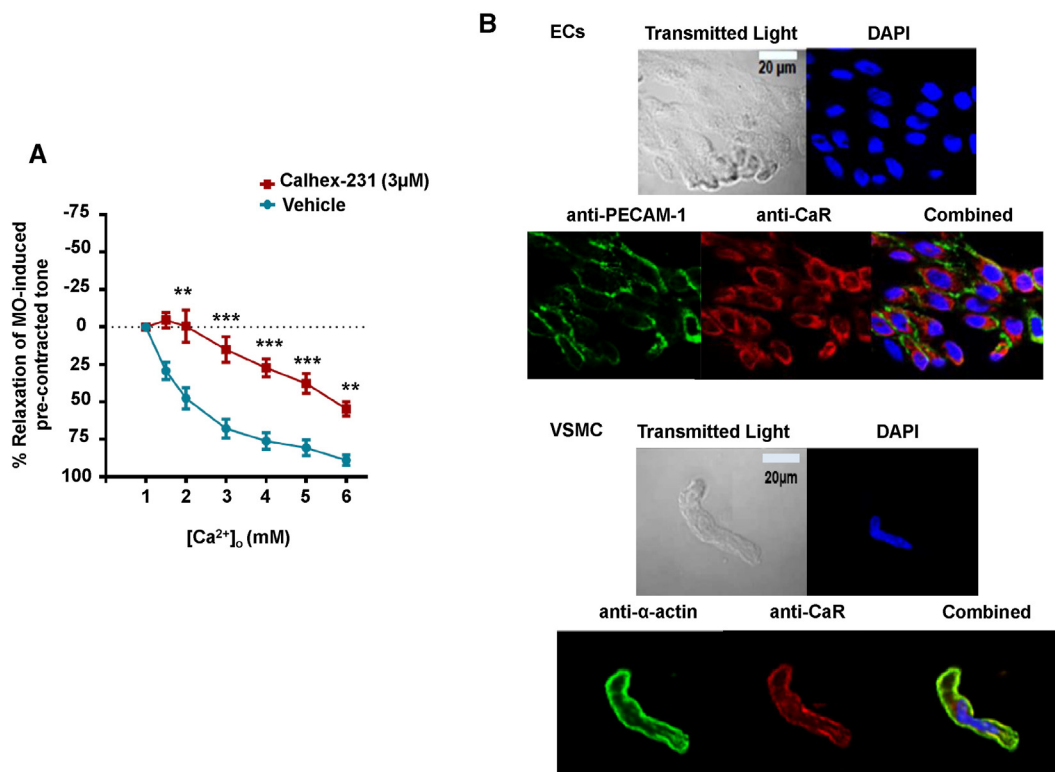 A
Calhex-231 (3µM)
Vehicle
% Relaxation of MO-induced
pre-contracted tone
-75
-50
-25
0
25
50
75
100
**
***
***
***
**
1 2 3 4 5 6
[Ca²⁺]ₒ (mM)
B
ECs
Transmitted Light DAPI
20 µm
anti-PECAM-1 anti-CaR Combined
VSMC
Transmitted Light DAPI
20µm
anti-α-actin anti-CaR Combined